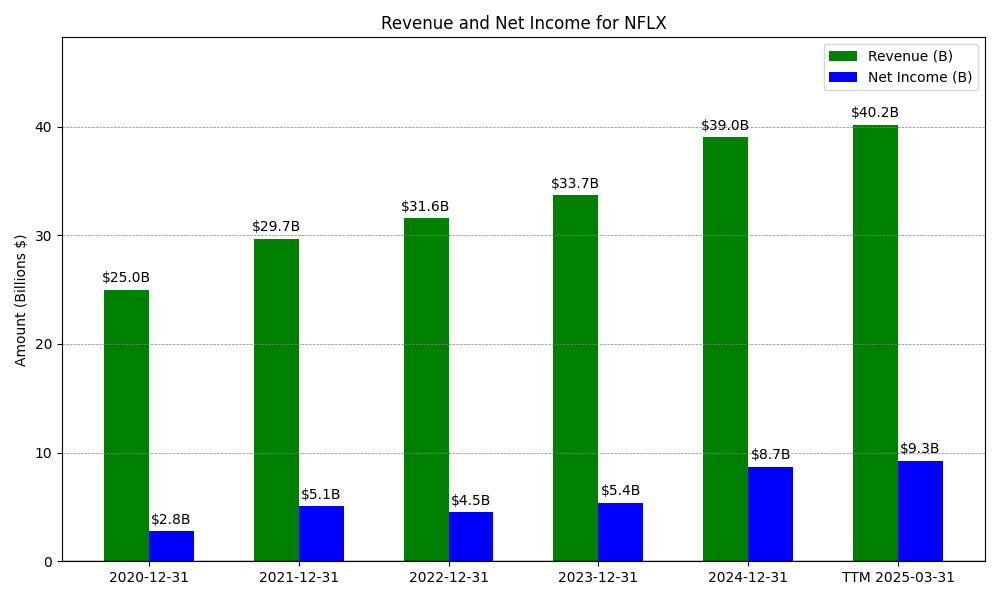 Revenue and Net Income for NFLX
Revenue (B)
Net Income (B)
Amount (Billions $)
40
30
20
10
0
$25.0B
$2.8B
$29.7B
$5.1B
$31.6B
$4.5B
$33.7B
$5.4B
$39.0B
$8.7B
$40.2B
$9.3B
2020-12-31
2021-12-31
2022-12-31
2023-12-31
2024-12-31
TTM 2025-03-31